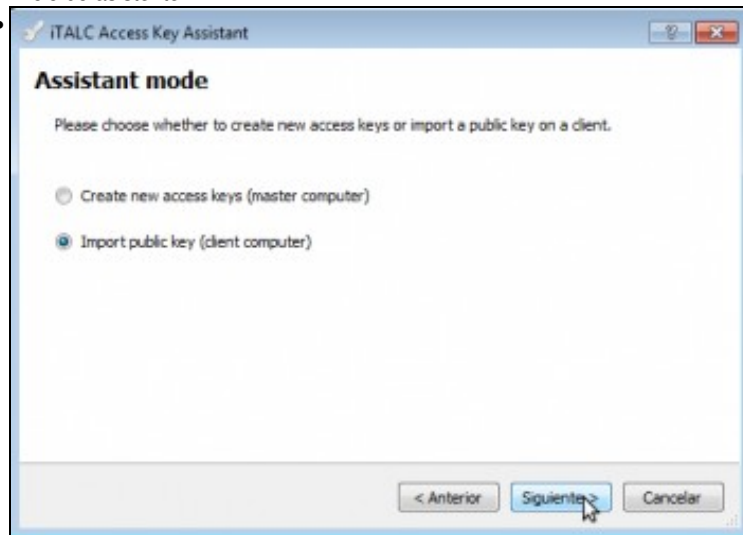 iTALC Access Key Assistant
Assistant mode
Please choose whether to create new access keys or import a public key on a client.
Create new access keys (master computer)
Import public key (client computer)
< Anterior
Siguiente >
Cancelar